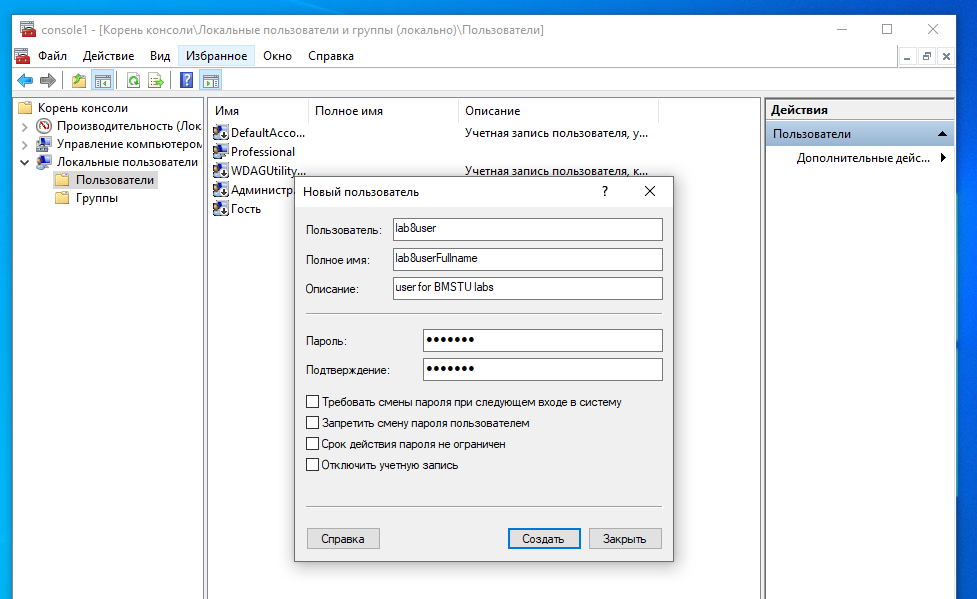 console1 - [Корень консоли\Локальные пользователи и группы (локально)\Пользователи]
Файл Действие Вид Избранное Окно Справка
Имя Полное имя Описание
Корень консоли
Производительность (Лок
Управление компьютером
Локальные пользователи
Пользователи
Группы
DefaultAcco... Учетная запись пользователя, у...
Professional
WDAGUtility... Учетная запись пользователя, к...
Администр
Гость
Действия
Пользователи
Дополнительные дейс...
Новый пользователь ?
Пользователь: lab8user
Полное имя: lab8userFullname
Описание: user for BMSTU labs
Пароль: •••••••
Подтверждение: •••••••
Требовать смены пароля при следующем входе в систему
Запретить смену пароля пользователем
Срок действия пароля не ограничен
Отключить учетную запись
Справка Создать Закрыть